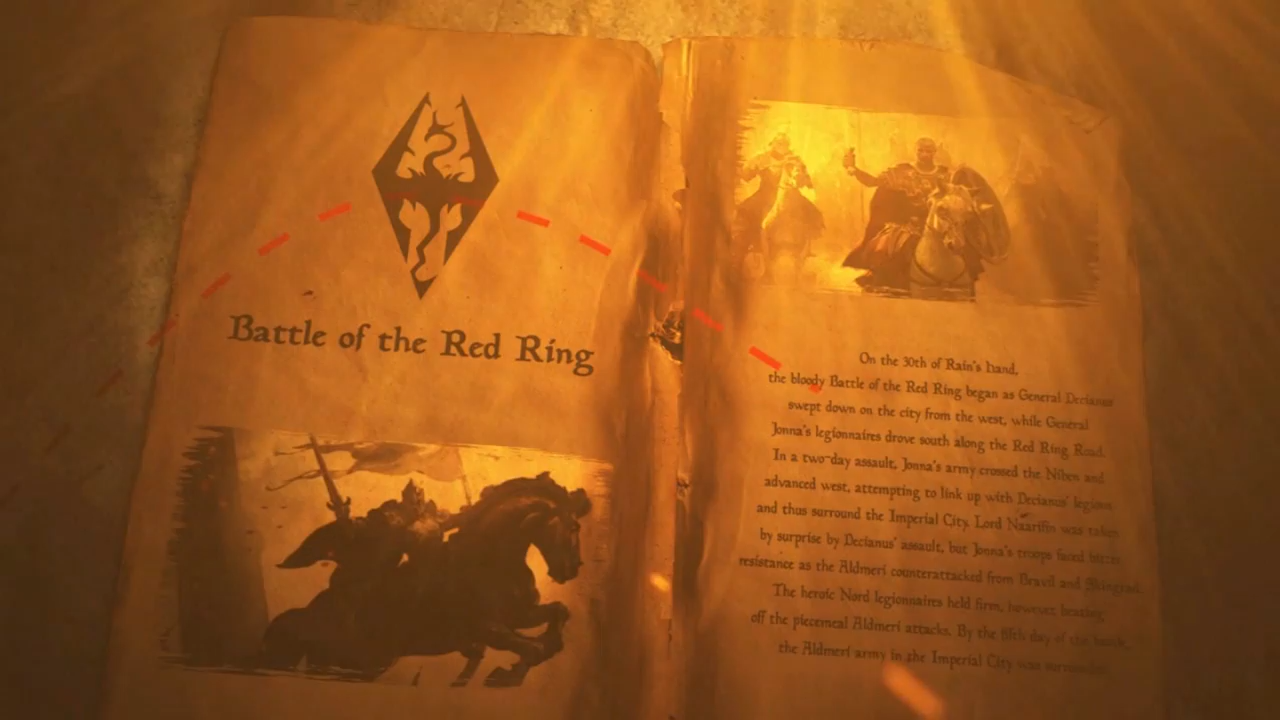 Battle of the Red Ring
On the 30th of Rain's hand,
the bloody Battle of the Red Ring began as General Decianus
swept down on the city from the west, while General
Jonna's legionnaires drove south along the Red Ring Road.
In a two-day assault, Jonna's army crossed the Niben and
advanced west, attempting to link up with Decianus' legions
and thus surround the Imperial City. Lord Naarifin was taken
by surprise by Decianus' assault, but Jonna's troops faced bitter
resistance as the Aldmeri counterattacked from Bravil and Skingrad.
The heroic Nord legionnaires held firm, however, beating
off the piecemeal Aldmeri attacks. By the fifth day of the battle,
the Aldmeri army in the Imperial City was surrounded.